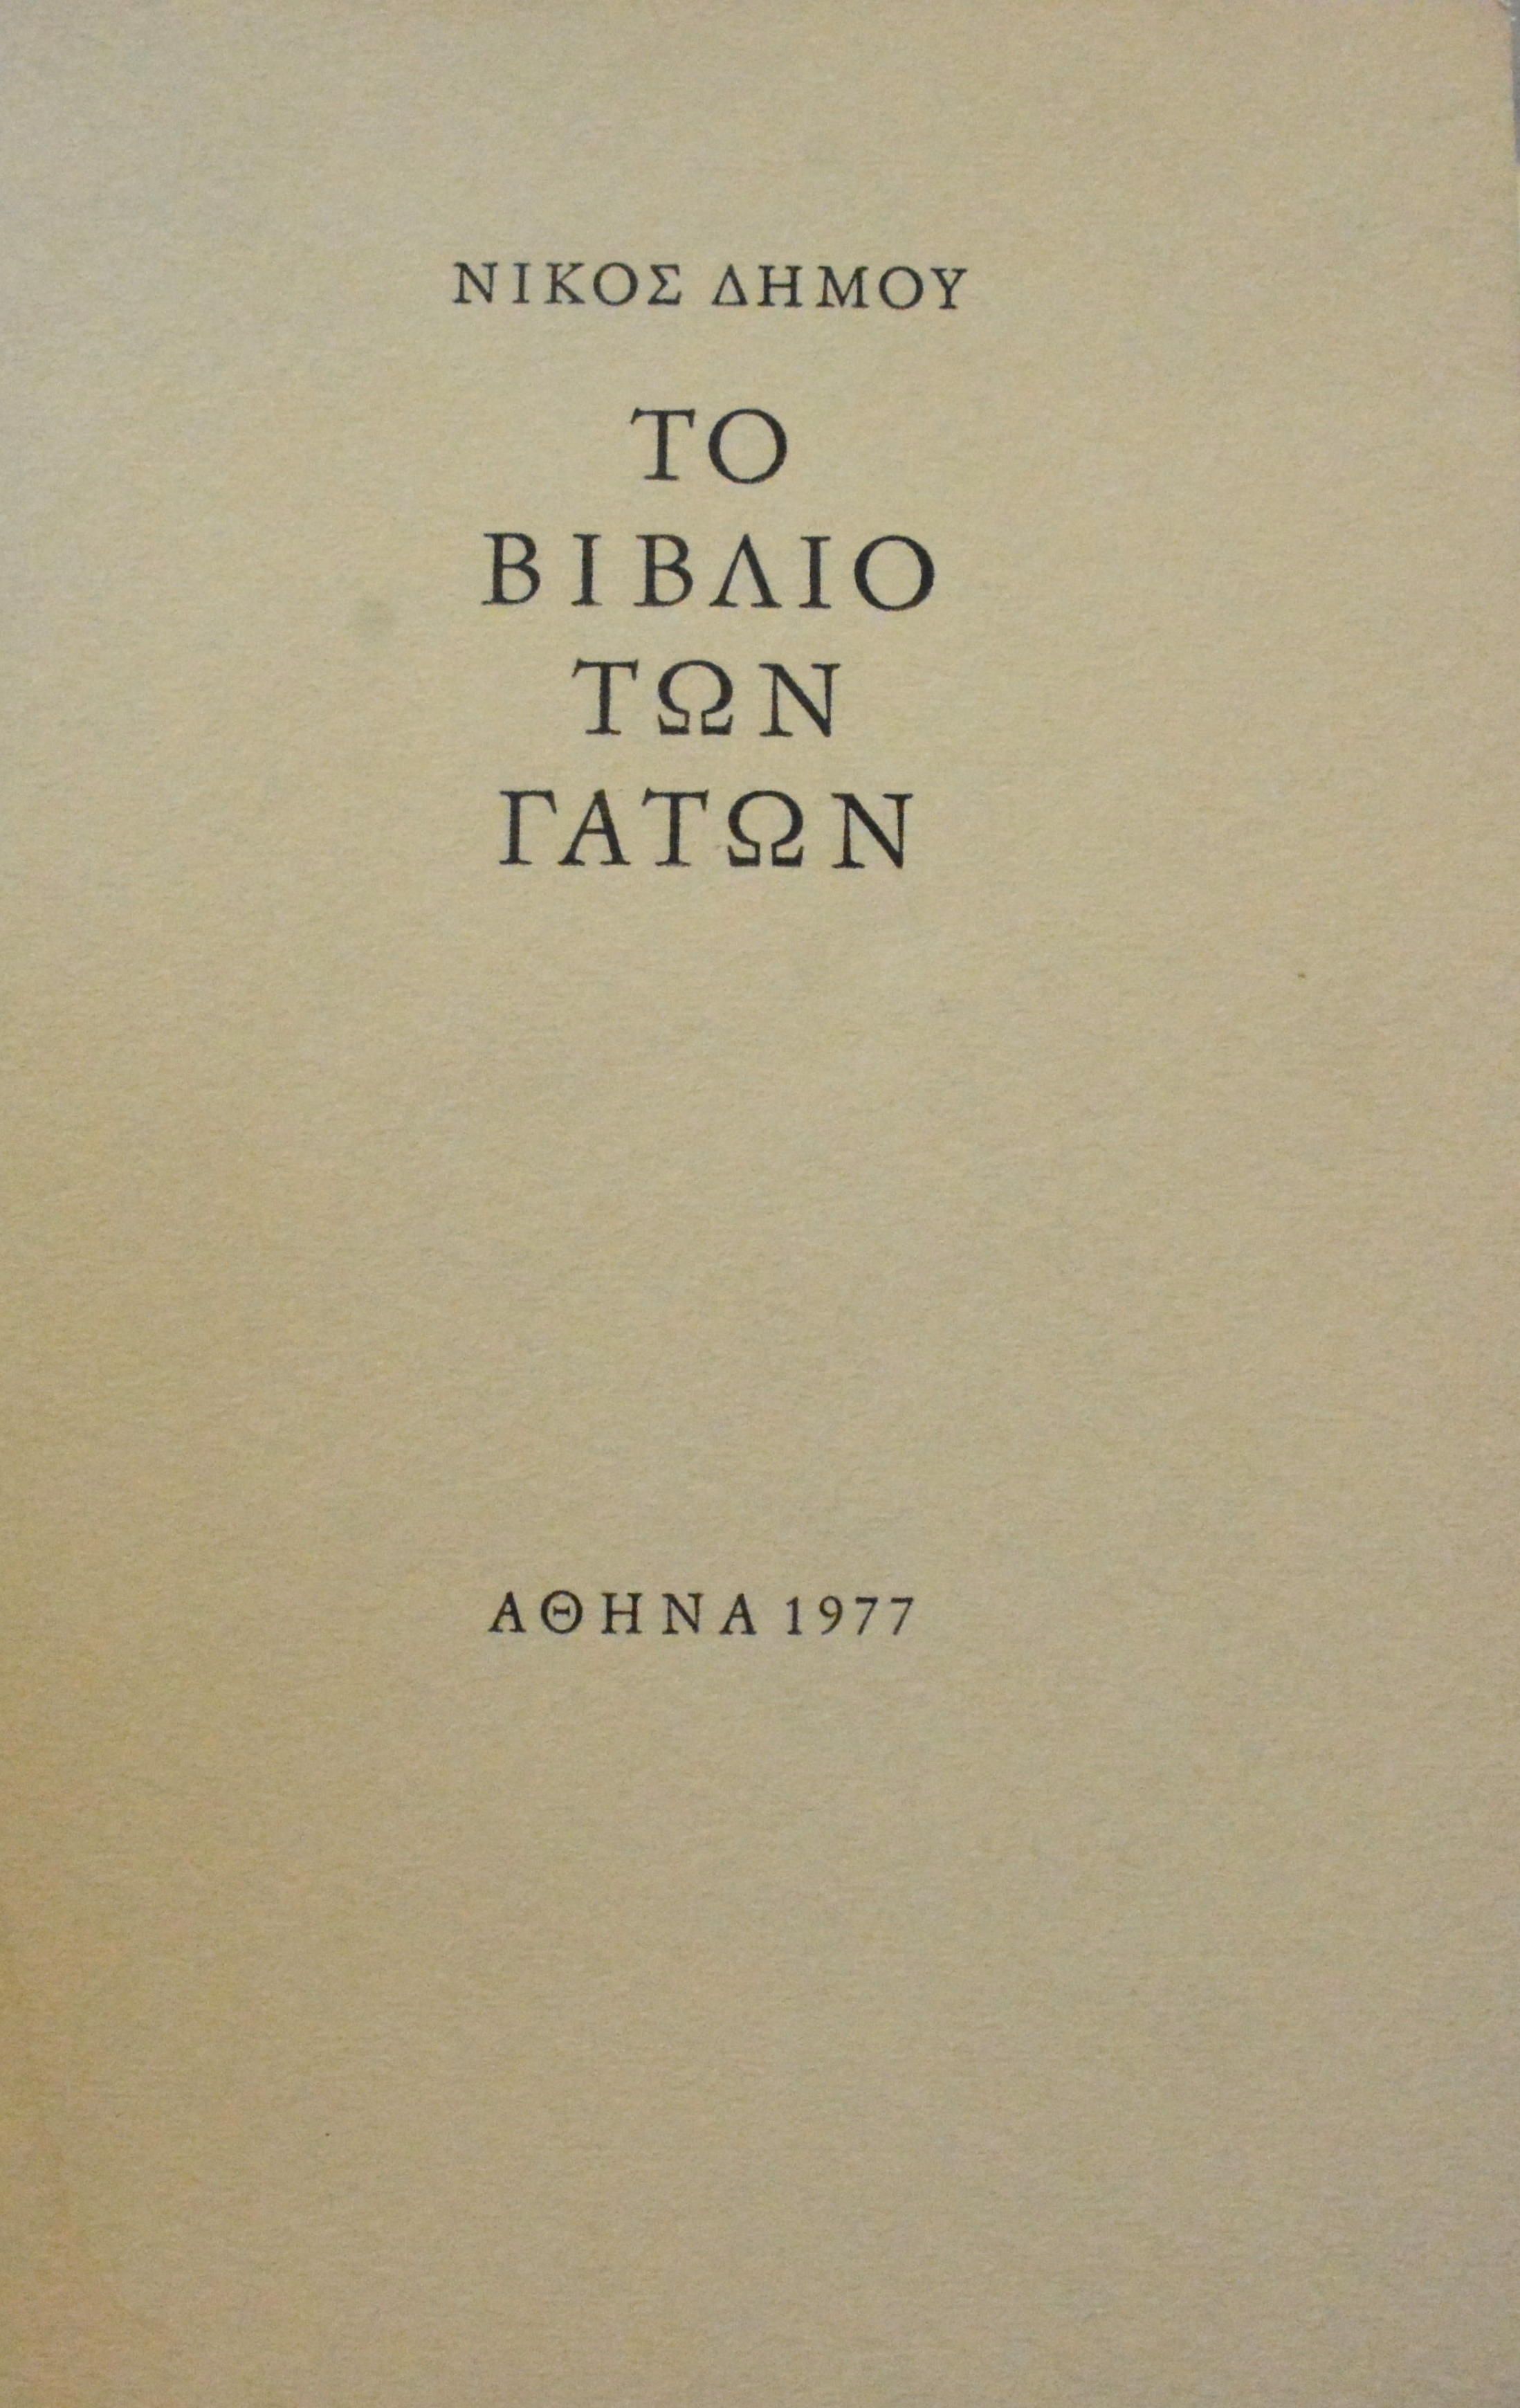 ΝΙΚΟΣ ΔΗΜΟΥ
ΤΟ
ΒΙΒΛΙΟ
ΤΩΝ
ΓΑΤΩΝ
ΑΘΗΝΑ 1977